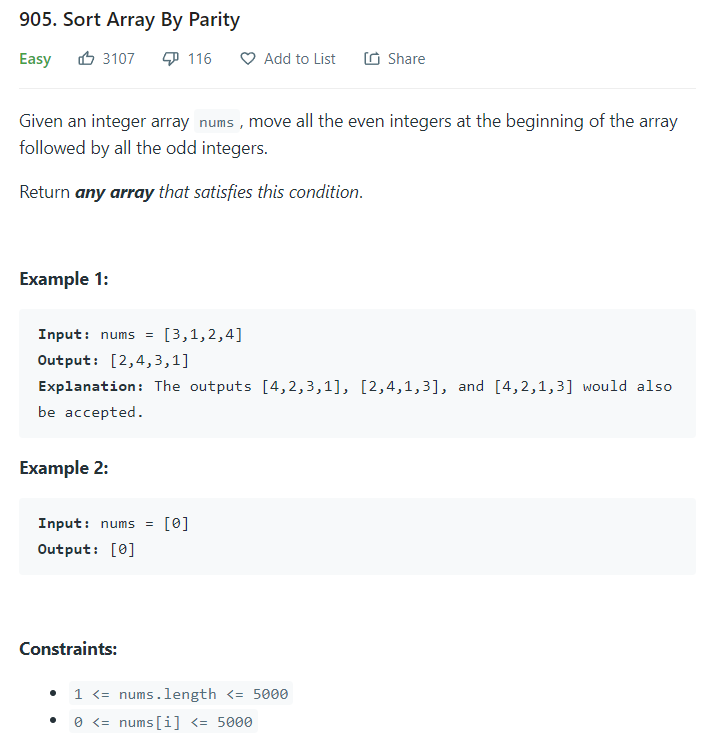 905. Sort Array By Parity
Easy 3107 116 Add to List Share
Given an integer array nums , move all the even integers at the beginning of the array
followed by all the odd integers.
Return any array that satisfies this condition.
Example 1:
Input: nums = [3,1,2,4]
Output: [2,4,3,1]
Explanation: The outputs [4,2,3,1], [2,4,1,3], and [4,2,1,3] would also
be accepted.
Example 2:
Input: nums = [0]
Output: [0]
Constraints:
• 1 <= nums.length <= 5000
• 0 <= nums[i] <= 5000